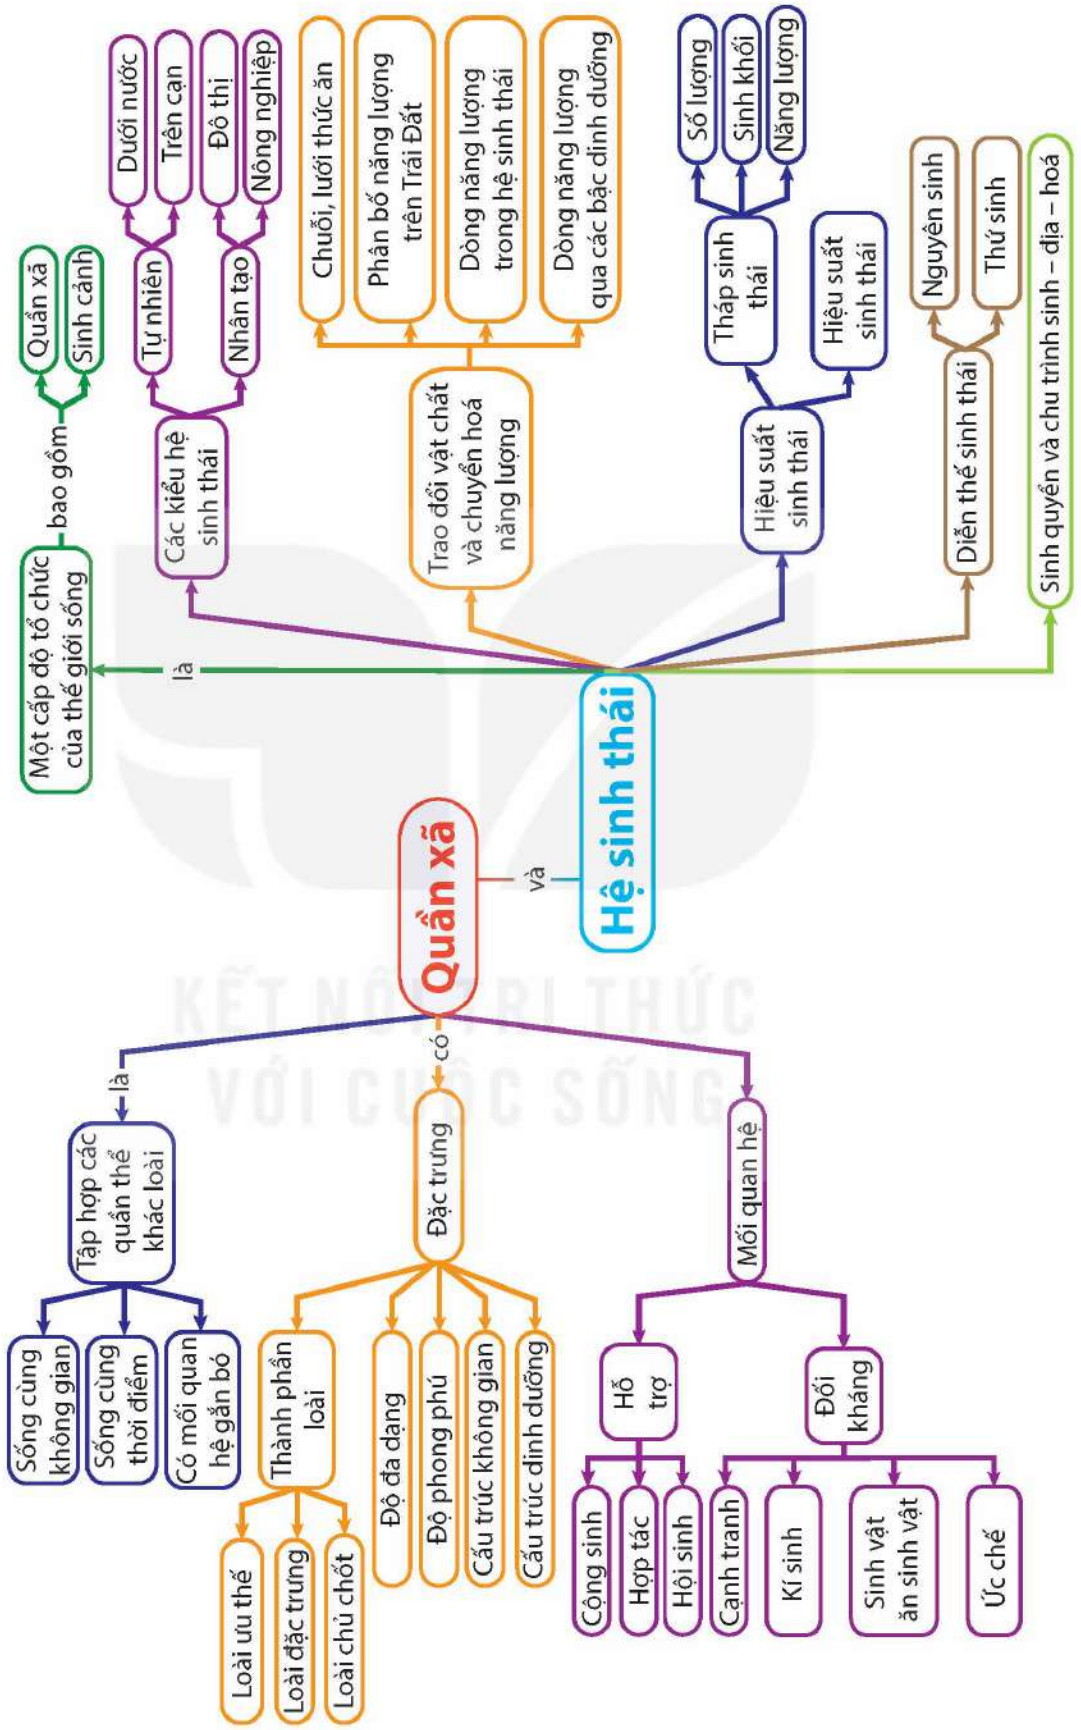 Sống cùng
không gian
Sống cùng
thời điểm
Có mối quan
hệ gắn bó
Tập hợp các
quần thể
khác loài
là
Loài ưu thế
Loài đặc trưng
Loài chủ chốt
Thành phần
loài
Độ đa dạng
Độ phong phú
Cấu trúc không gian
Cấu trúc dinh dưỡng
Đặc trưng
có
Cộng sinh
Hợp tác
Hội sinh
Cạnh tranh
Kí sinh
Sinh vật
ăn sinh vật
Ức chế
Hỗ
trợ
Đối
kháng
Mối quan hệ
Quần xã
và
Hệ sinh thái
là
Một cấp độ tổ chức
của thế giới sống
bao gồm
Quần xã
Sinh cảnh
Các kiểu hệ
sinh thái
Tự nhiên
Nhân tạo
Dưới nước
Trên cạn
Đô thị
Nông nghiệp
Trao đổi vật chất
và chuyển hoá
năng lượng
Chuỗi, lưới thức ăn
Phân bố năng lượng
trên Trái Đất
Dòng năng lượng
trong hệ sinh thái
Dòng năng lượng
qua các bậc dinh dưỡng
Hiệu suất
sinh thái
Tháp sinh
thái
Hiệu suất
sinh thái
Số lượng
Sinh khối
Năng lượng
Diễn thế sinh thái
Nguyên sinh
Thứ sinh
Sinh quyển và chu trình sinh – địa – hoá
KẾT NỐI TRI THỨC
VỚI CUỘC SỐNG